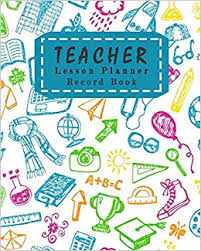 TEACHER
Lesson Planner
Record Book
A+B=C